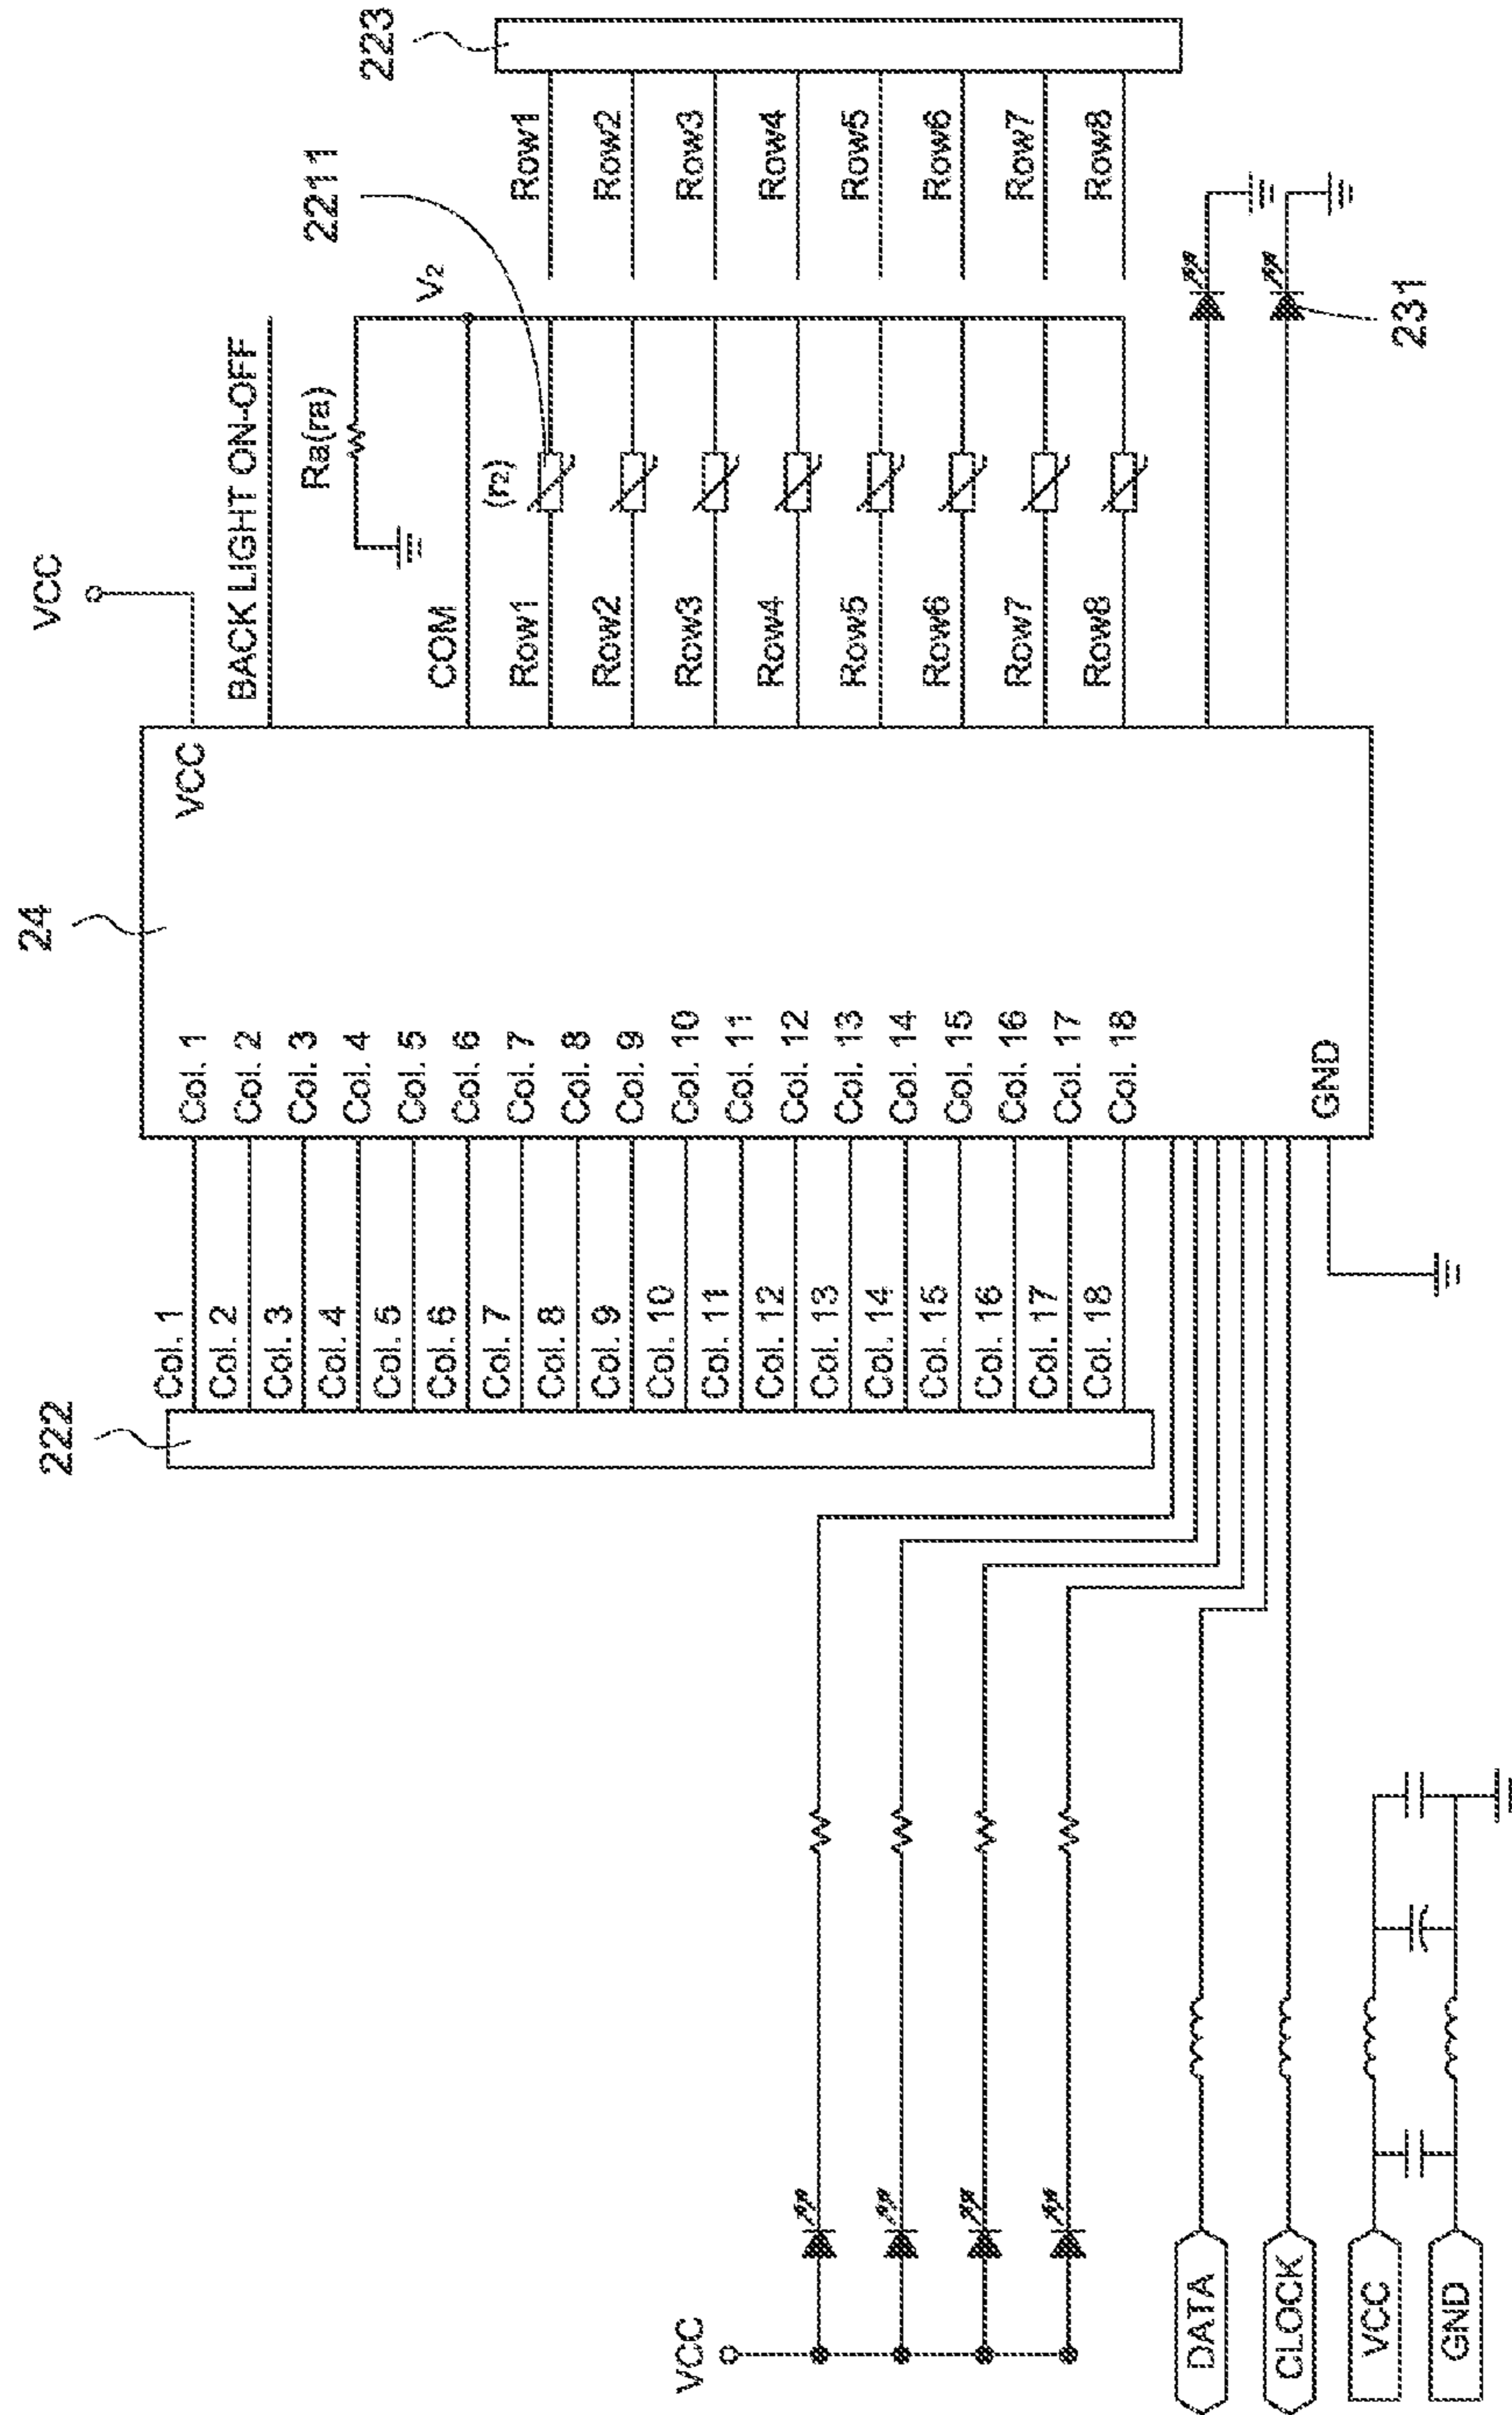 223
2211
V2
BACK LIGHT ON-OFF
Ra(ra)
VCC
(r2)
COM
Row1
Row2
Row3
Row4
Row5
Row6
Row7
Row8
Row1
Row2
Row3
Row4
Row5
Row6
Row7
Row8
231
24
VCC
Col. 1
Col. 2
Col. 3
Col. 4
Col. 5
Col. 6
Col. 7
Col. 8
Col. 9
Col. 10
Col. 11
Col. 12
Col. 13
Col. 14
Col. 15
Col. 16
Col. 17
Col. 18
GND
222
Col. 1
Col. 2
Col. 3
Col. 4
Col. 5
Col. 6
Col. 7
Col. 8
Col. 9
Col. 10
Col. 11
Col. 12
Col. 13
Col. 14
Col. 15
Col. 16
Col. 17
Col. 18
VCC
DATA
CLOCK
VCC
GND